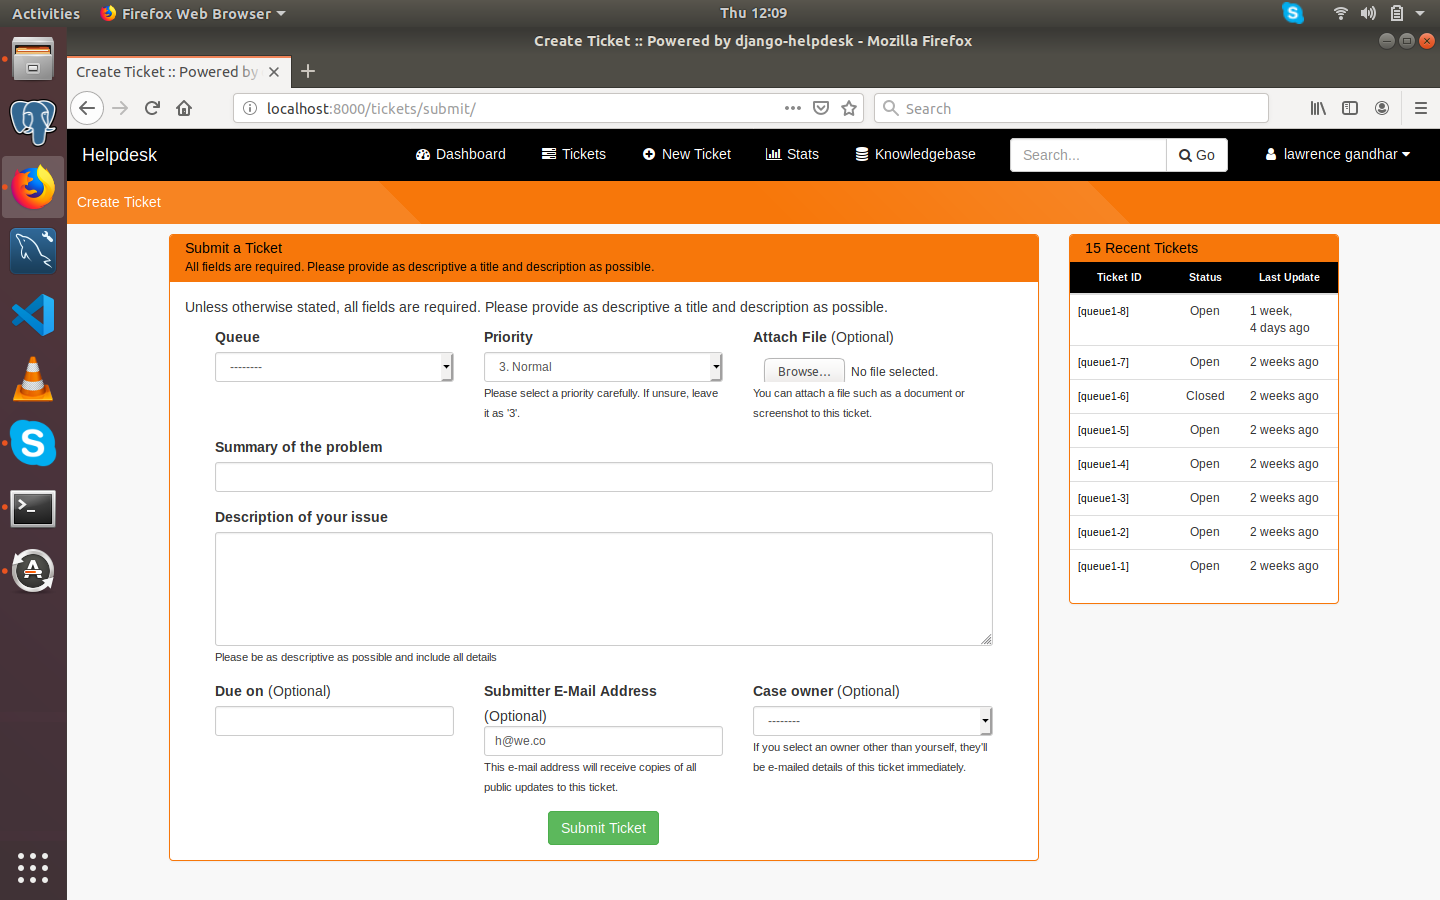 Activities
Firefox Web Browser
Thu 12:09
Create Ticket :: Powered by django-helpdesk - Mozilla Firefox
Create Ticket :: Powered by
localhost:8000/tickets/submit/
Search
Helpdesk
Dashboard
Tickets
New Ticket
Stats
Knowledgebase
Search...
Go
lawrence gandhar
Create Ticket
Submit a Ticket
All fields are required. Please provide as descriptive a title and description as possible.
Unless otherwise stated, all fields are required. Please provide as descriptive a title and description as possible.
Queue
--------
Priority
3. Normal
Please select a priority carefully. If unsure, leave
it as '3'.
Attach File (Optional)
Browse... No file selected.
You can attach a file such as a document or
screenshot to this ticket.
Summary of the problem
Description of your issue
Please be as descriptive as possible and include all details
Due on (Optional)
Submitter E-Mail Address
(Optional)
h@we.co
This e-mail address will receive copies of all
public updates to this ticket.
Case owner (Optional)
--------
If you select an owner other than yourself, they'll
be e-mailed details of this ticket immediately.
Submit Ticket
15 Recent Tickets
Ticket ID Status Last Update
[queue1-8] Open 1 week,
4 days ago
[queue1-7] Open 2 weeks ago
[queue1-6] Closed 2 weeks ago
[queue1-5] Open 2 weeks ago
[queue1-4] Open 2 weeks ago
[queue1-3] Open 2 weeks ago
[queue1-2] Open 2 weeks ago
[queue1-1] Open 2 weeks ago